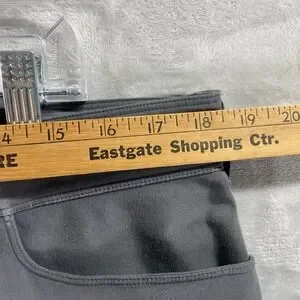 4 15 16 17 18 19 20
RE Eastgate Shopping Ctr.